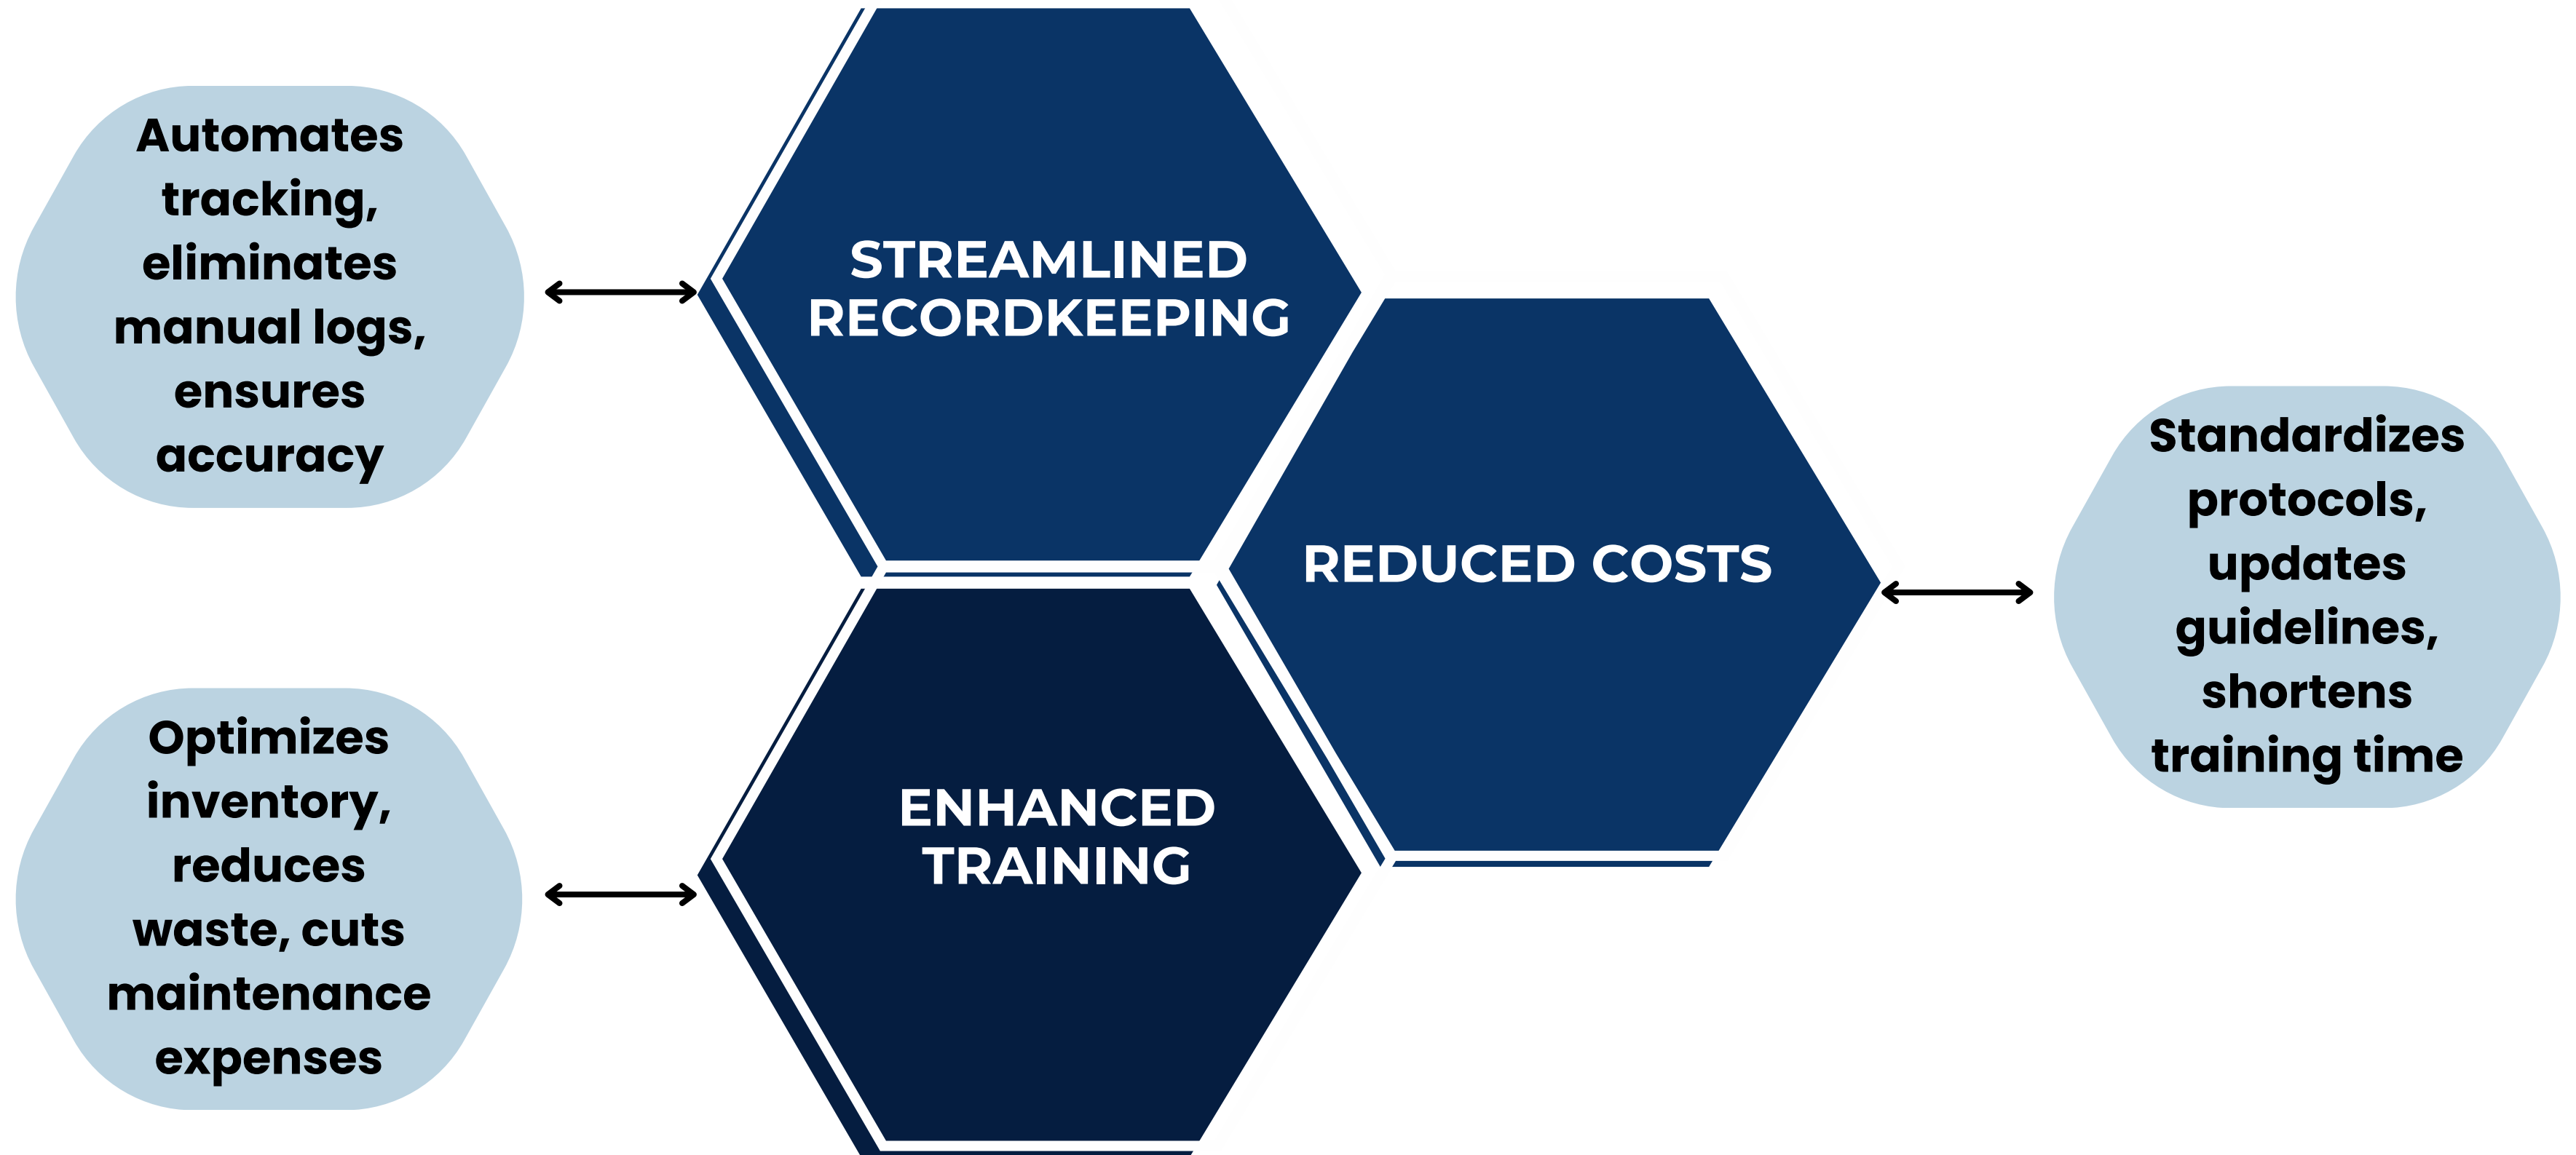 Automates
tracking,
eliminates
manual logs,
ensures
accuracy
STREAMLINED
RECORDKEEPING
REDUCED COSTS
Standardizes
protocols,
updates
guidelines,
shortens
training time
Optimizes
inventory,
reduces
waste, cuts
maintenance
expenses
ENHANCED
TRAINING